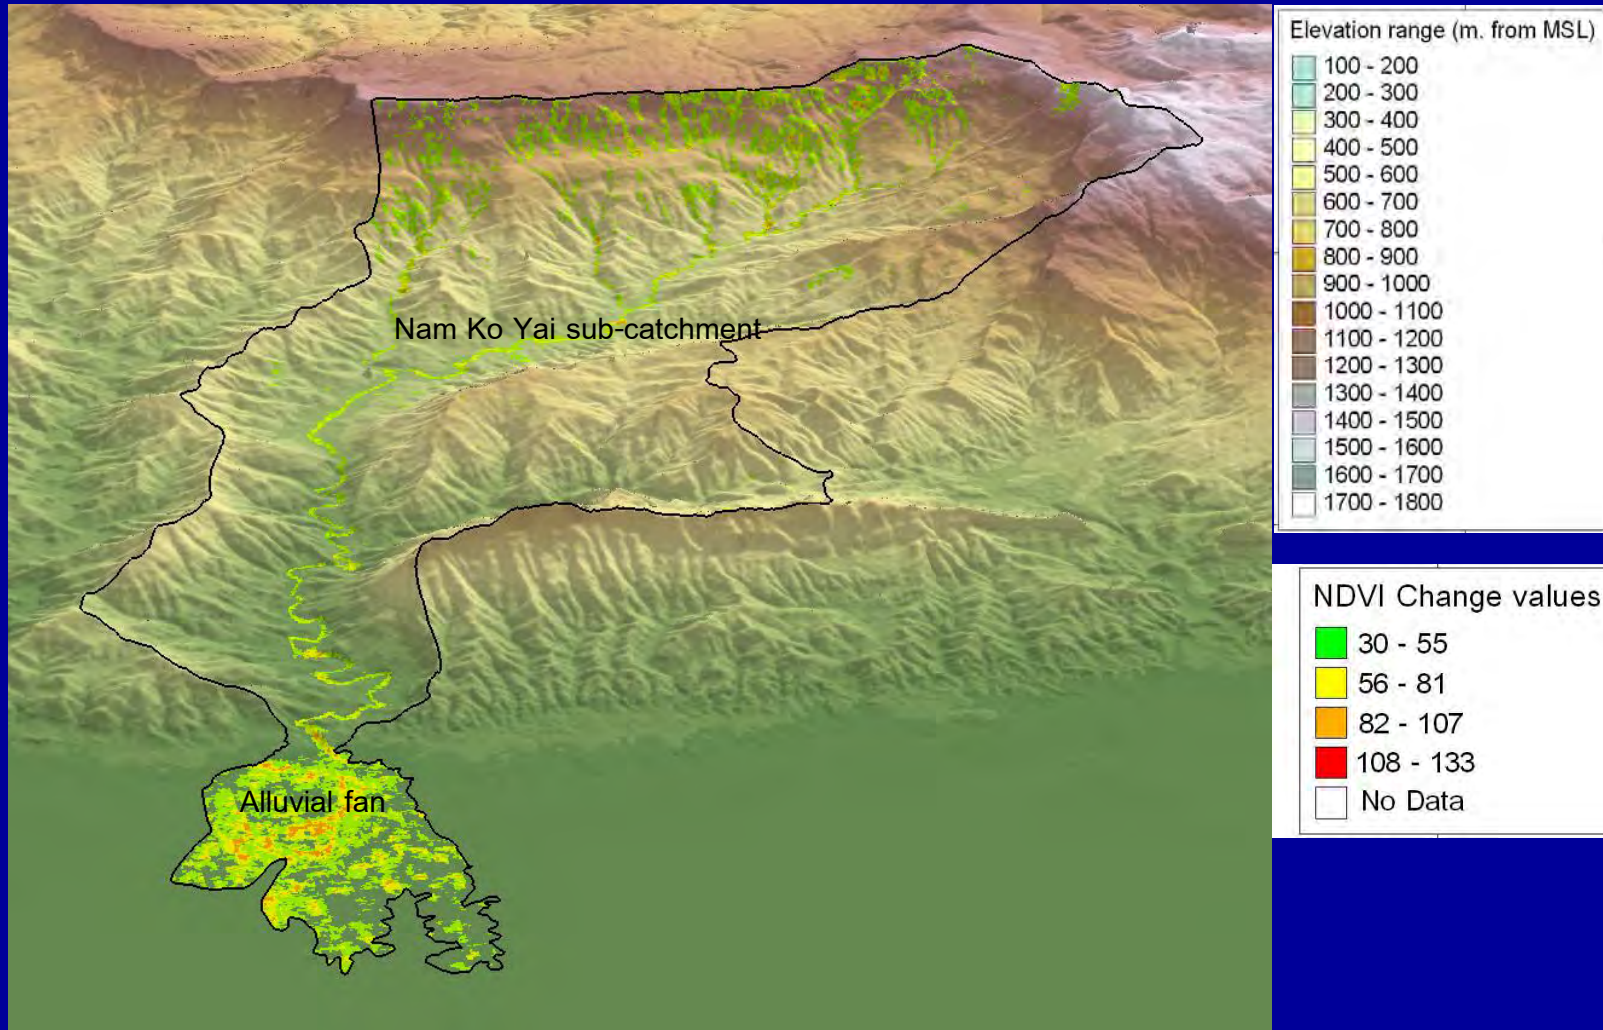 Nam Ko Yai sub-catchment
Alluvial fan
Elevation range (m. from MSL)
100 - 200
200 - 300
300 - 400
400 - 500
500 - 600
600 - 700
700 - 800
800 - 900
900 - 1000
1000 - 1100
1100 - 1200
1200 - 1300
1300 - 1400
1400 - 1500
1500 - 1600
1600 - 1700
1700 - 1800
NDVI Change values
30 - 55
56 - 81
82 - 107
108 - 133
No Data